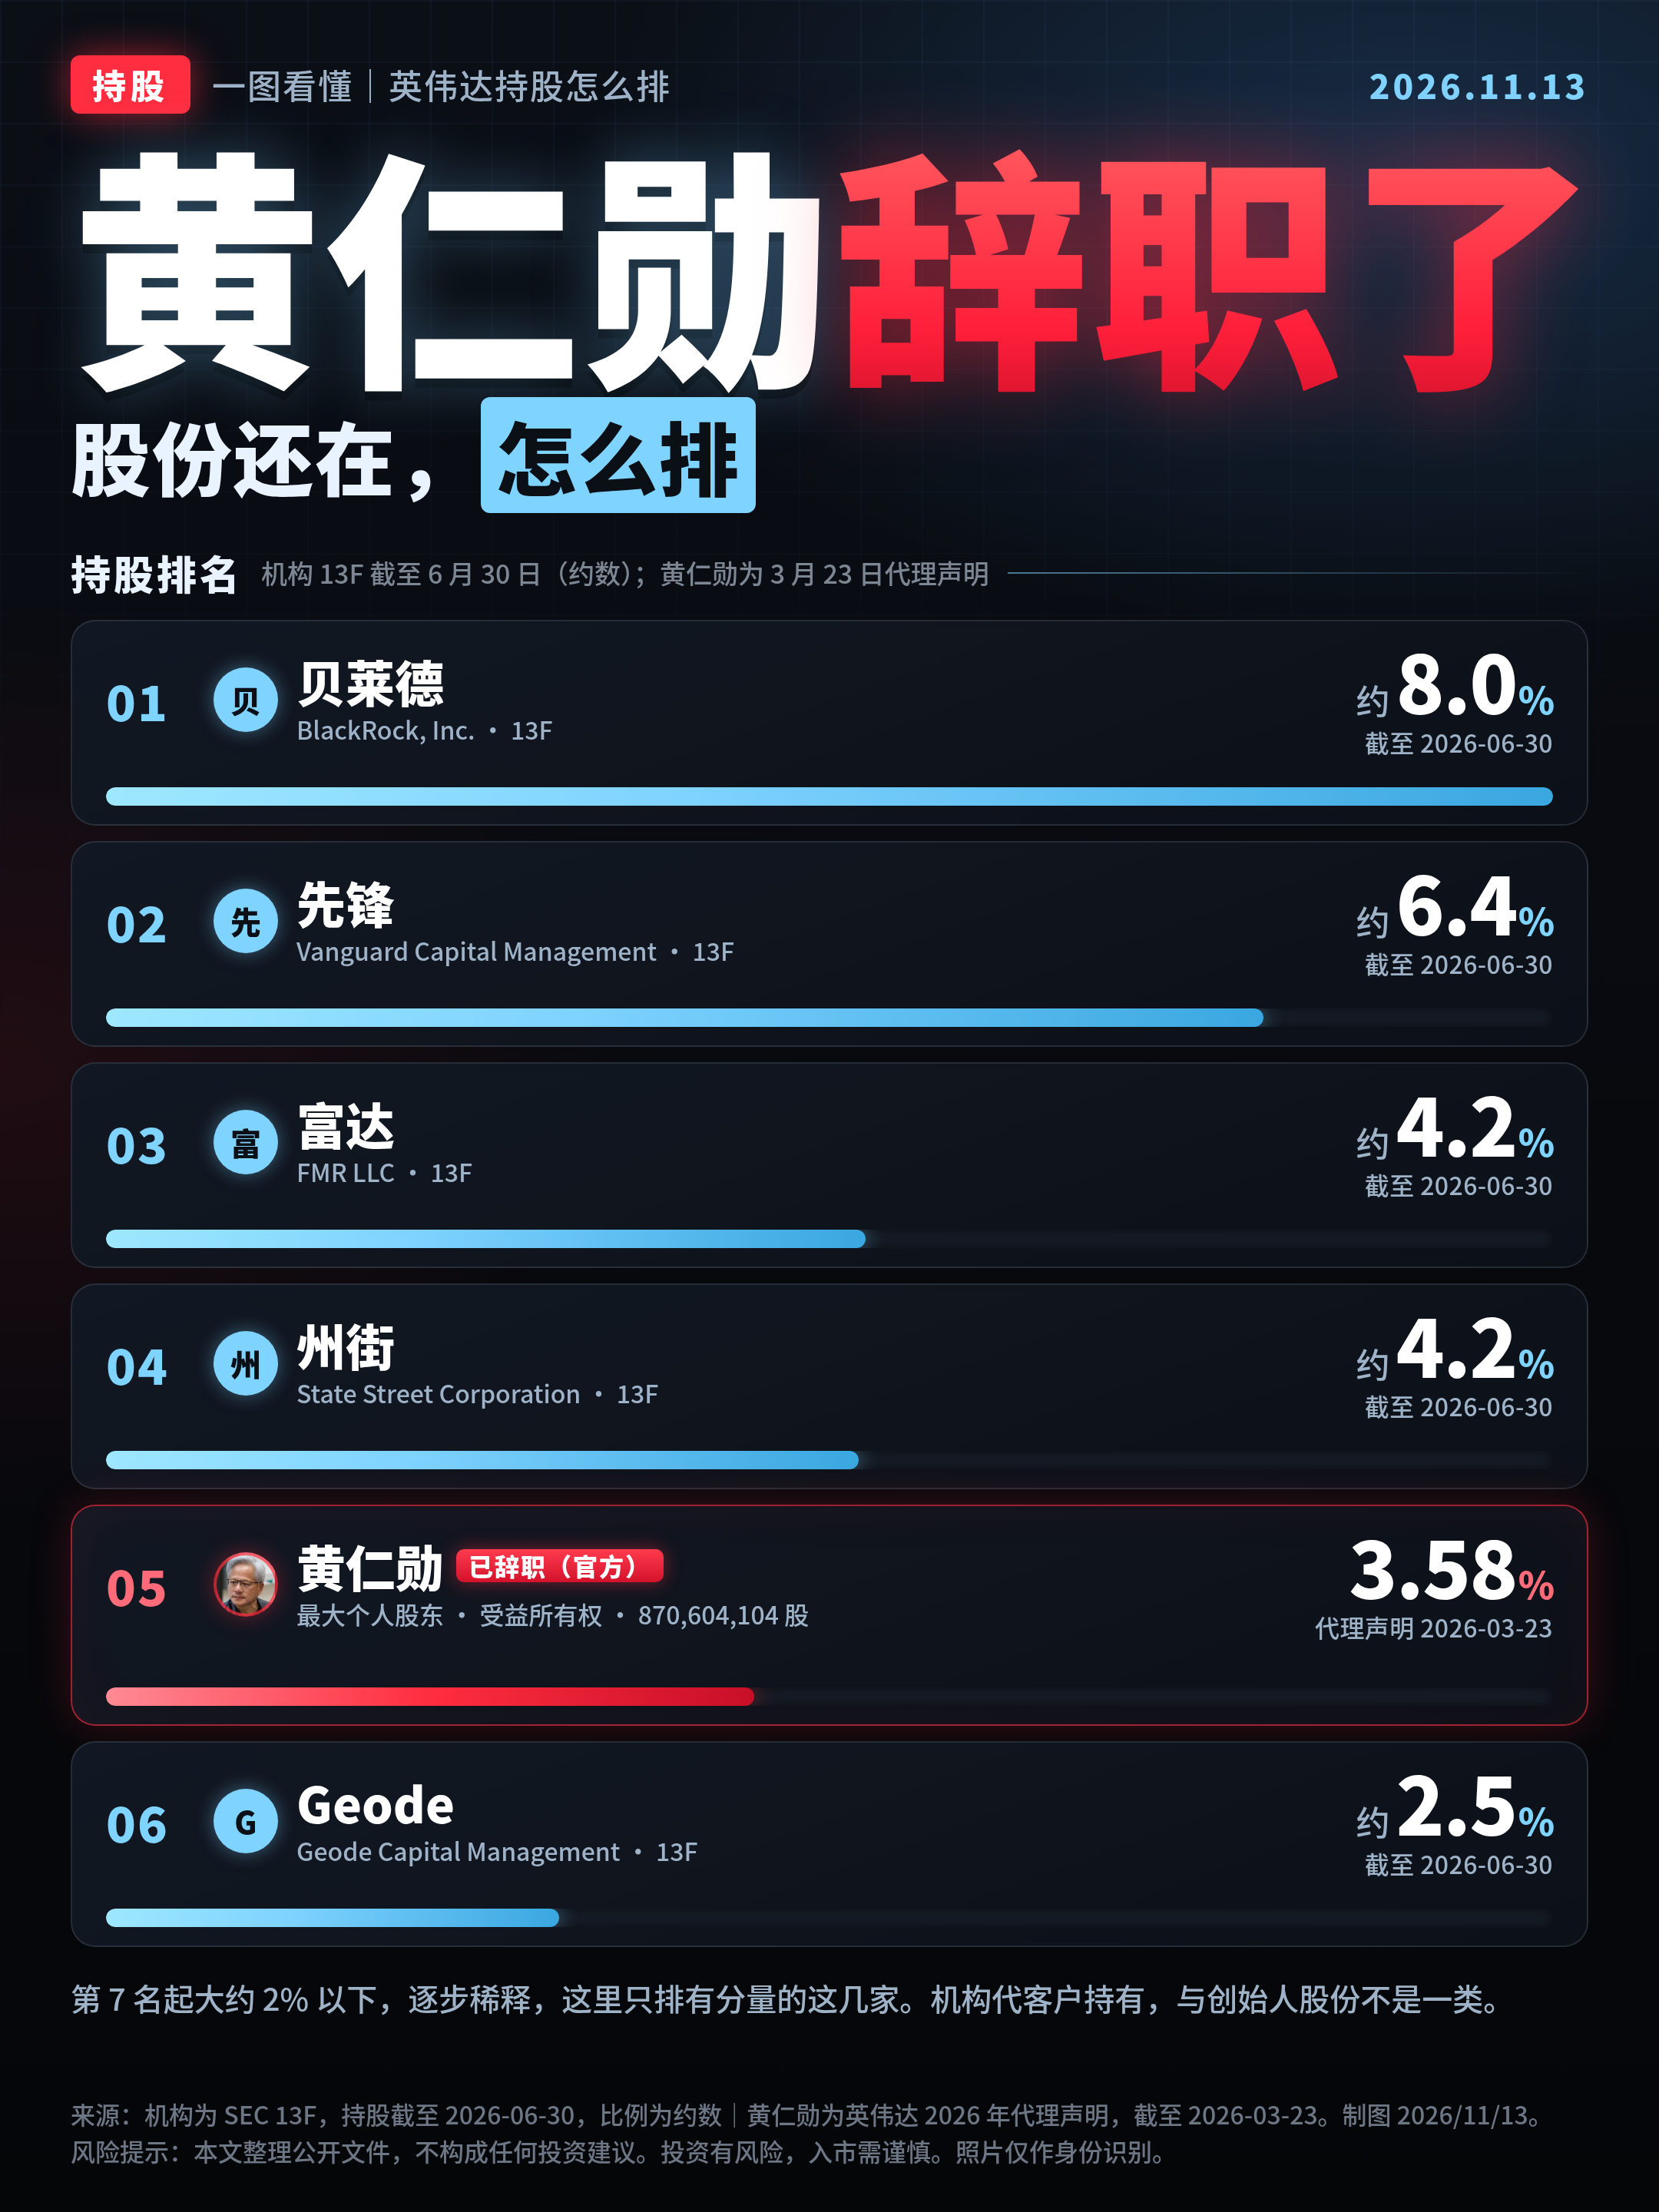 持股 一图看懂｜英伟达持股怎么排 2026.11.13
黄仁勋辞职了
股份还在，怎么排
持股排名 机构 13F 截至 6 月 30 日（约数）；黄仁勋为 3 月 23 日代理声明
01 贝 贝莱德 约 8.0%
BlackRock, Inc. · 13F 截至 2026-06-30
02 先 先锋 约 6.4%
Vanguard Capital Management · 13F 截至 2026-06-30
03 富 富达 约 4.2%
FMR LLC · 13F 截至 2026-06-30
04 州 州街 约 4.2%
State Street Corporation · 13F 截至 2026-06-30
05 黄仁勋 已辞职（官方） 3.58%
最大个人股东 · 受益所有权 · 870,604,104 股 代理声明 2026-03-23
06 G Geode 约 2.5%
Geode Capital Management · 13F 截至 2026-06-30
第 7 名起大约 2% 以下，逐步稀释，这里只排有分量的这几家。机构代客户持有，与创始人股份不是一类。
来源：机构为 SEC 13F，持股截至 2026-06-30，比例为约数｜黄仁勋为英伟达 2026 年代理声明，截至 2026-03-23。制图 2026/11/13。
风险提示：本文整理公开文件，不构成任何投资建议。投资有风险，入市需谨慎。照片仅作身份识别。